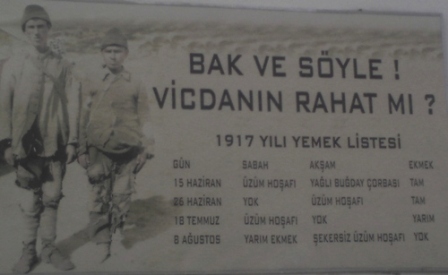 BAK VE SÖYLE !
VİCDANIN RAHAT MI ?
1917 YILI YEMEK LİSTESİ
GÜN SABAH AKŞAM EKMEK
15 HAZİRAN ÜZÜM HOŞAFI YAĞLI BUĞDAY ÇORBASI TAM
26 HAZİRAN YOK ÜZÜM HOŞAFI TAM
18 TEMMUZ ÜZÜM HOŞAFI YOK YARIM
8 AĞUSTOS YARIM EKMEK ŞEKERSİZ ÜZÜM HOŞAFI YOK